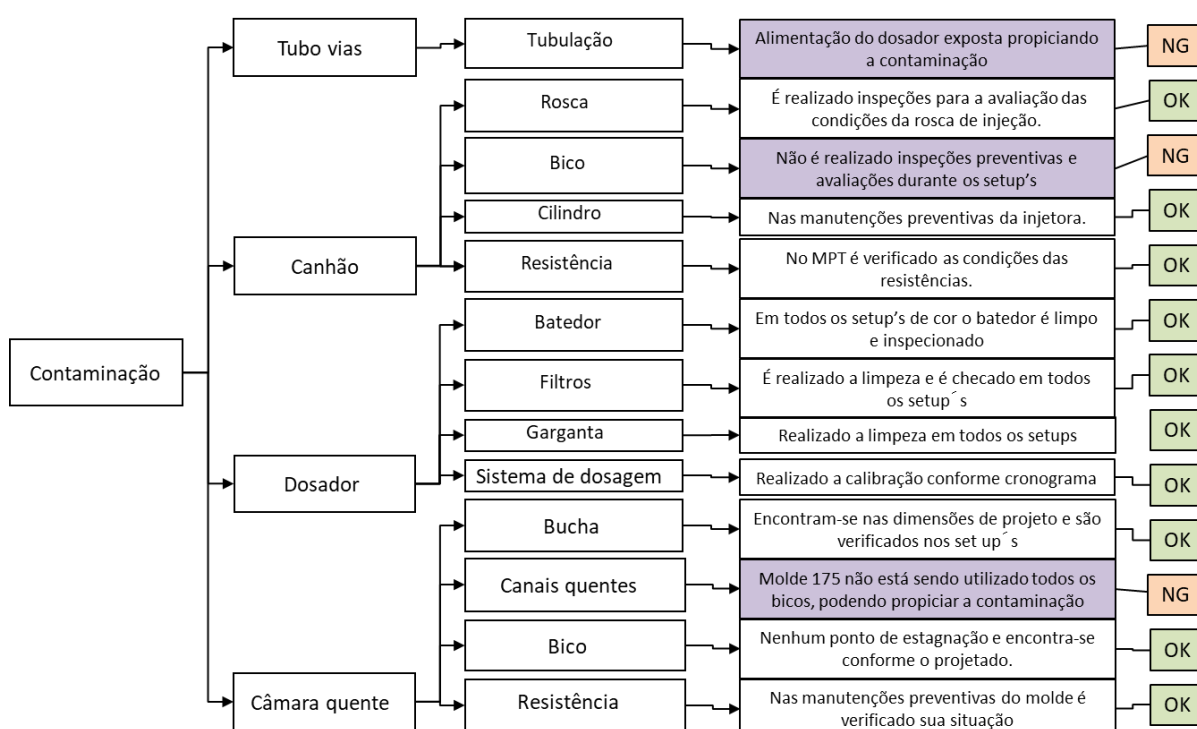 Tubo vias
Tubulação
Alimentação do dosador exposta propiciando
a contaminação
NG
Rosca
É realizado inspeções para a avaliação das
condições da rosca de injeção.
OK
Bico
Não é realizado inspeções preventivas e
avaliações durante os setup's
NG
Cilindro
Nas manutenções preventivas da injetora.
OK
Canhão
Resistência
No MPT é verificado as condições das
resistências.
OK
Batedor
Em todos os setup's de cor o batedor é limpo
e inspecionado
OK
Contaminação
Filtros
É realizado a limpeza e é checado em todos
os setup´s
OK
Garganta
Realizado a limpeza em todos os setups
OK
Dosador
Sistema de dosagem
Realizado a calibração conforme cronograma
OK
Bucha
Encontram-se nas dimensões de projeto e são
verificados nos set up´s
OK
Canais quentes
Molde 175 não está sendo utilizado todos os
bicos, podendo propiciar a contaminação
NG
Bico
Nenhum ponto de estagnação e encontra-se
conforme o projetado.
OK
Câmara quente
Resistência
Nas manutenções preventivas do molde é
verificado sua situação
OK